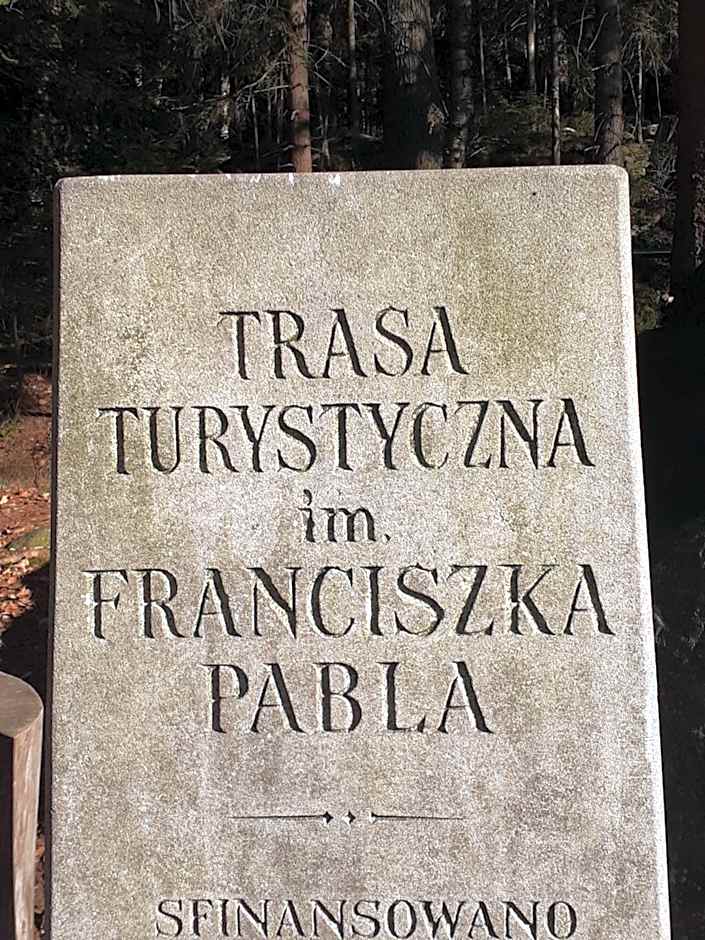 TRASA
TURYSTYCZNA
im.
FRANCISZKA
PABLA
SFINANSOWANO